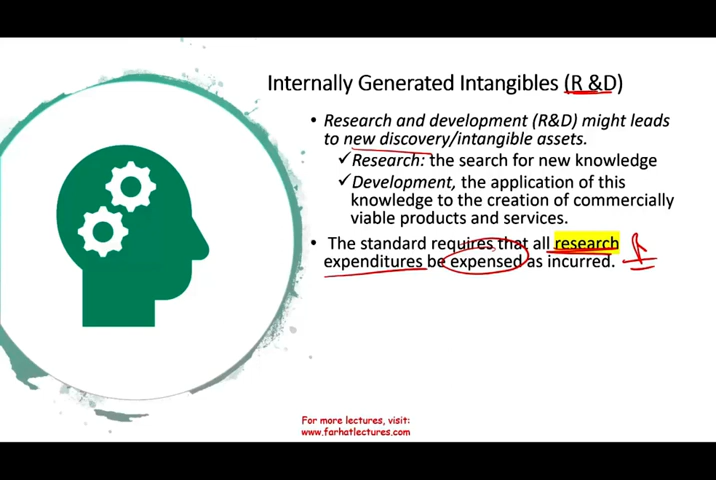 Internally Generated Intangibles (R &D)
• Research and development (R&D) might leads
to new discovery/intangible assets.
✓Research: the search for new knowledge
✓Development, the application of this
knowledge to the creation of commercially
viable products and services.
• The standard requires that all research R
expenditures be expensed as incurred.
For more lectures, visit:
www.farhatlectures.com